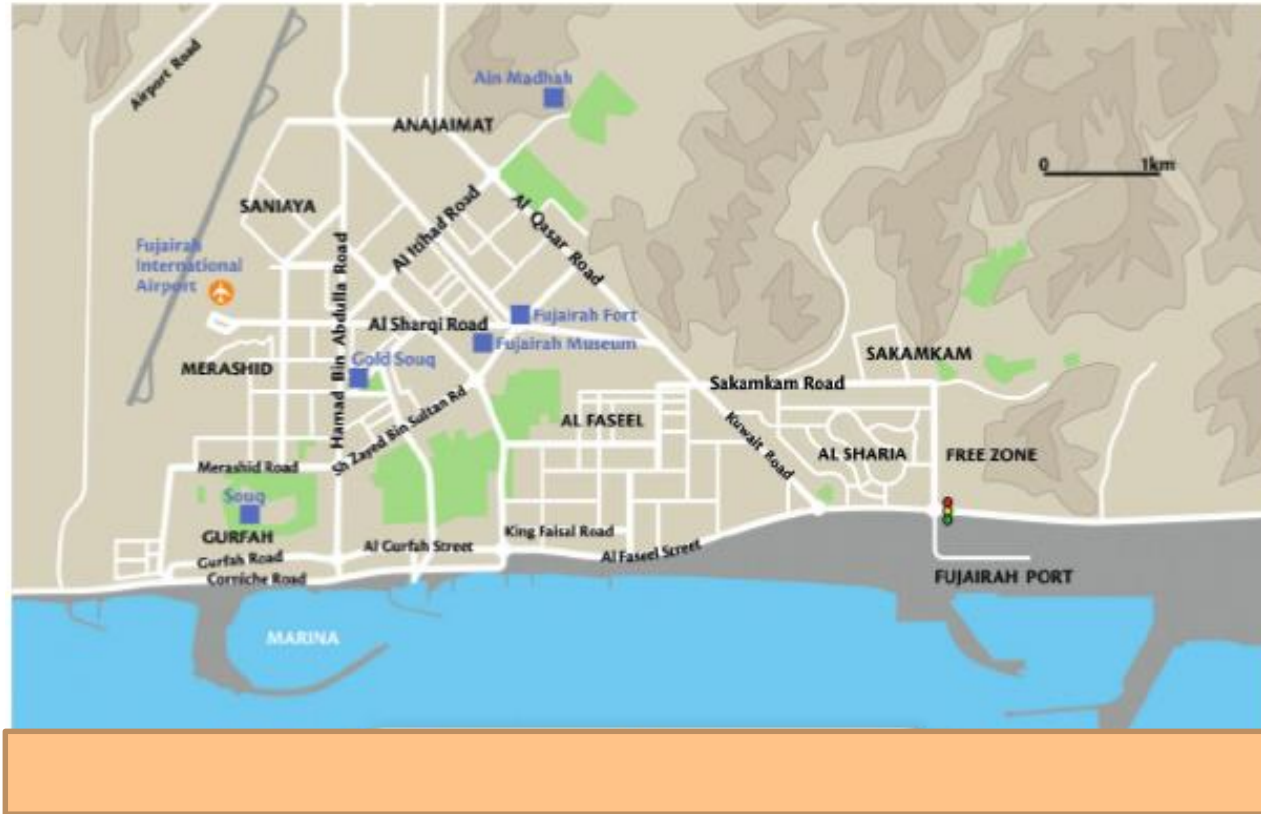 Airport Road
Ain Madhah
ANAJAIMAT
0 1km
SANIAYA
Al Itihad Road
Al Qasar Road
Fujairah
International
Airport
Hamad Bin Abdulla Road
Al Sharqi Road
Fujairah Fort
Fujairah Museum
MERASHID
Gold Souq
SAKAMKAM
Sakamkam Road
Sh Zayed Bin Sultan Rd
AL FASEEL
Kuwait Road
AL SHARIA
FREE ZONE
Merashid Road
Souq
GURFAH
King Faisal Road
Al Gurfah Street
Al Faseel Street
Gurfah Road
Corniche Road
FUJAIRAH PORT
MARINA